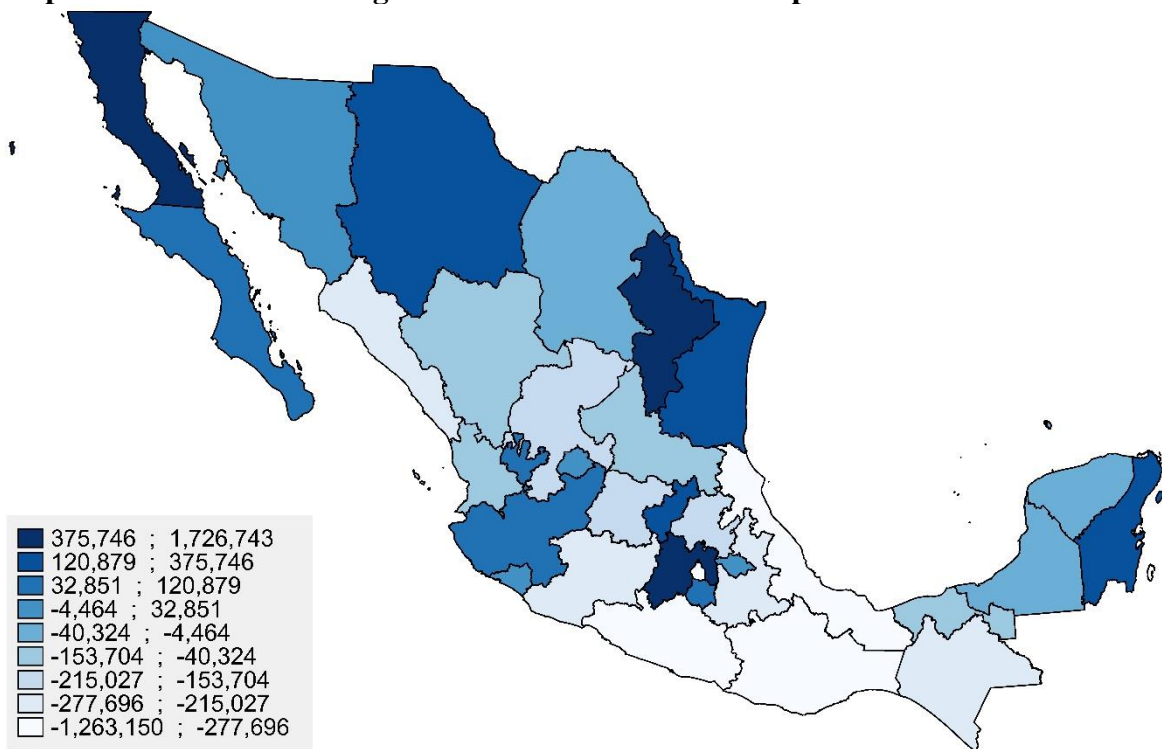 375,746 ; 1,726,743
120,879 ; 375,746
32,851 ; 120,879
-4,464 ; 32,851
-40,324 ; -4,464
-153,704 ; -40,324
-215,027 ; -153,704
-277,696 ; -215,027
-1,263,150 ; -277,696